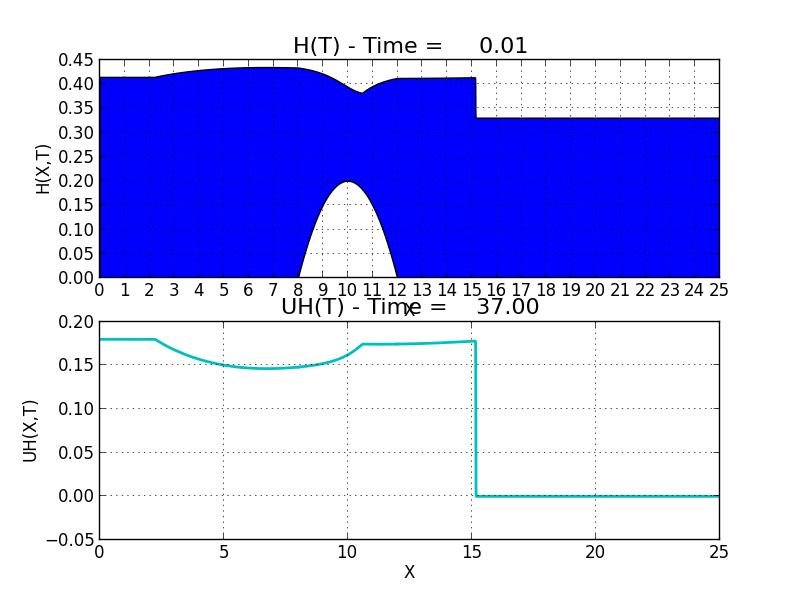 H(T) - Time = 0.01
H(X,T)
0.45
0.40
0.35
0.30
0.25
0.20
0.15
0.10
0.05
0.00
0 1 2 3 4 5 6 7 8 9 10 11 12 13 14 15 16 17 18 19 20 21 22 23 24 25
X
UH(T) - Time = 37.00
UH(X,T)
0.20
0.15
0.10
0.05
0.00
−0.05
0 5 10 15 20 25
X